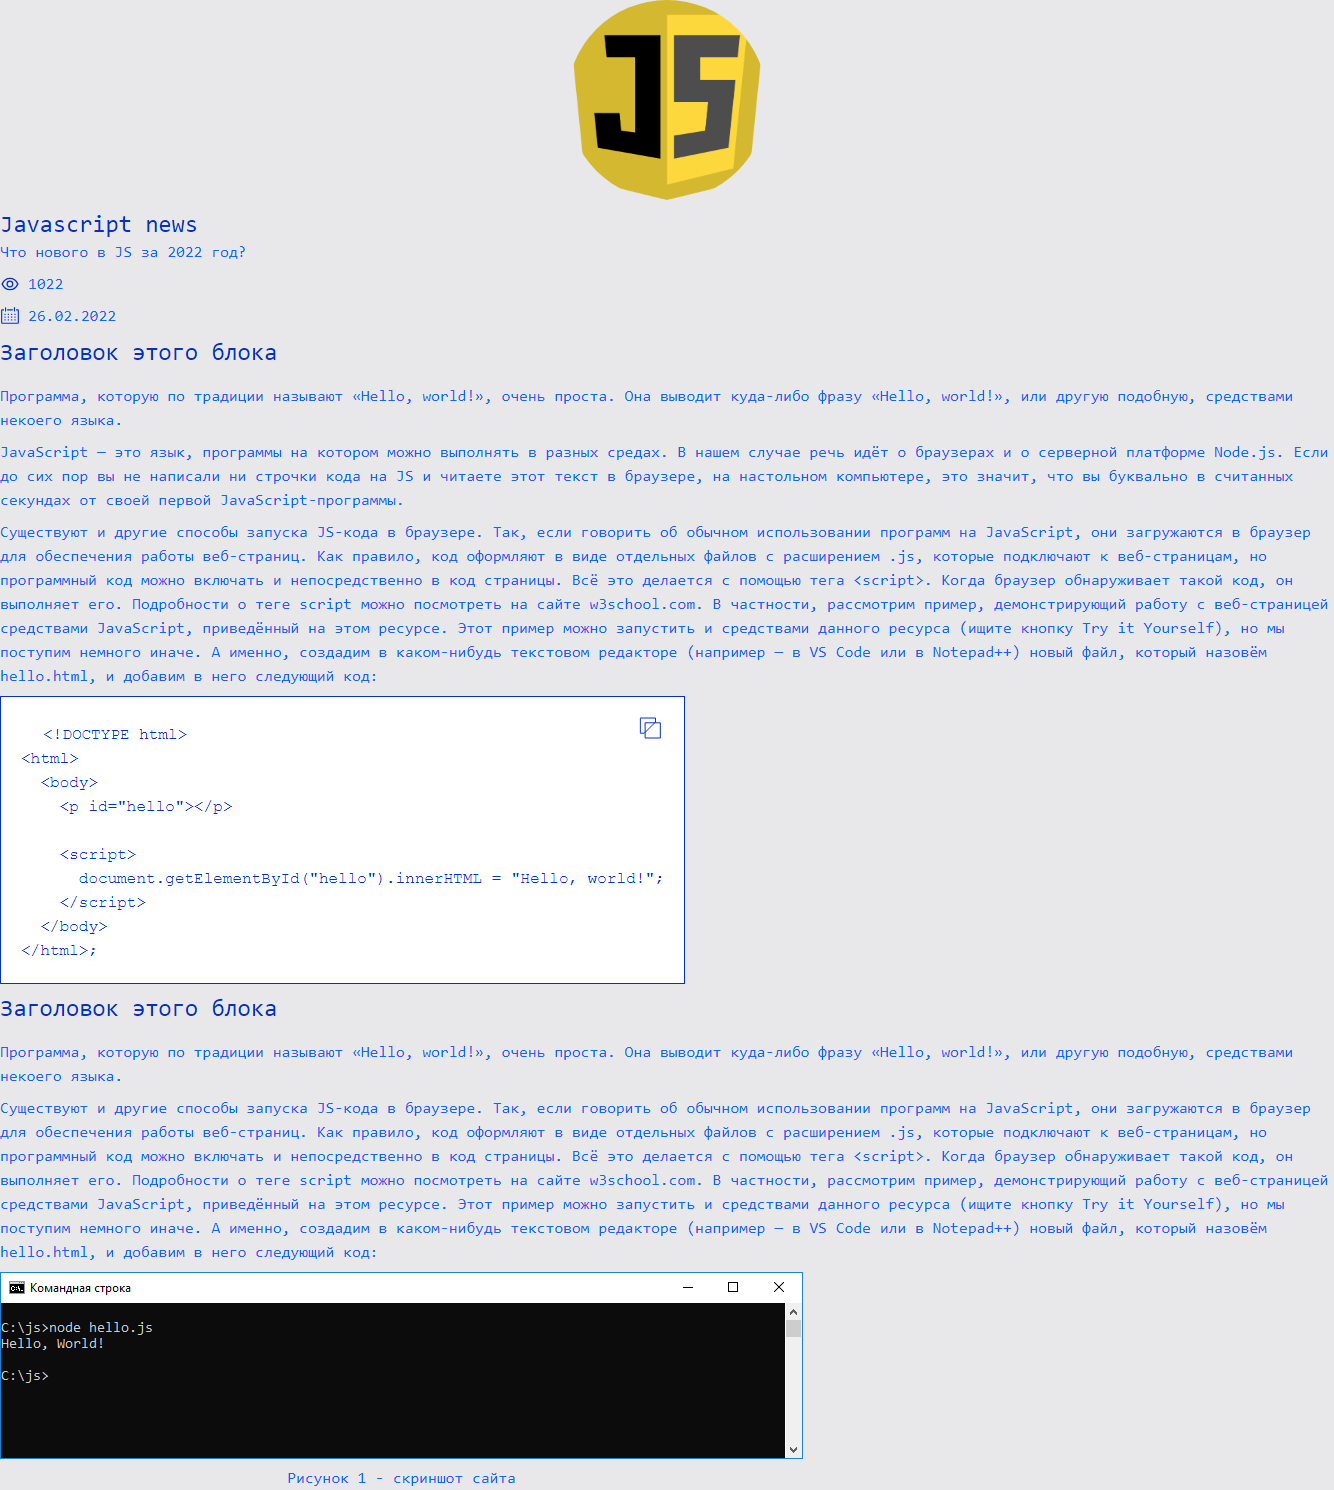 JS
Javascript news
Что нового в JS за 2022 год?
1022
26.02.2022
Заголовок этого блока
Программа, которую по традиции называют «Hello, world!», очень проста. Она выводит куда-либо фразу «Hello, world!», или другую подобную, средствами
некоего языка.
JavaScript — это язык, программы на котором можно выполнять в разных средах. В нашем случае речь идёт о браузерах и о серверной платформе Node.js. Если
до сих пор вы не написали ни строчки кода на JS и читаете этот текст в браузере, на настольном компьютере, это значит, что вы буквально в считанных
секундах от своей первой JavaScript-программы.
Существуют и другие способы запуска JS-кода в браузере. Так, если говорить об обычном использовании программ на JavaScript, они загружаются в браузер
для обеспечения работы веб-страниц. Как правило, код оформляют в виде отдельных файлов с расширением .js, которые подключают к веб-страницам, но
программный код можно включать и непосредственно в код страницы. Всё это делается с помощью тега <script>. Когда браузер обнаруживает такой код, он
выполняет его. Подробности о теге script можно посмотреть на сайте w3school.com. В частности, рассмотрим пример, демонстрирующий работу с веб-страницей
средствами JavaScript, приведённый на этом ресурсе. Этот пример можно запустить и средствами данного ресурса (ищите кнопку Try it Yourself), но мы
поступим немного иначе. А именно, создадим в каком-нибудь текстовом редакторе (например — в VS Code или в Notepad++) новый файл, который назовём
hello.html, и добавим в него следующий код:
<!DOCTYPE html>
<html>
<body>
<p id="hello"></p>
<script>
document.getElementById("hello").innerHTML = "Hello, world!";
</script>
</body>
</html>;
Заголовок этого блока
Программа, которую по традиции называют «Hello, world!», очень проста. Она выводит куда-либо фразу «Hello, world!», или другую подобную, средствами
некоего языка.
Существуют и другие способы запуска JS-кода в браузере. Так, если говорить об обычном использовании программ на JavaScript, они загружаются в браузер
для обеспечения работы веб-страниц. Как правило, код оформляют в виде отдельных файлов с расширением .js, которые подключают к веб-страницам, но
программный код можно включать и непосредственно в код страницы. Всё это делается с помощью тега <script>. Когда браузер обнаруживает такой код, он
выполняет его. Подробности о теге script можно посмотреть на сайте w3school.com. В частности, рассмотрим пример, демонстрирующий работу с веб-страницей
средствами JavaScript, приведённый на этом ресурсе. Этот пример можно запустить и средствами данного ресурса (ищите кнопку Try it Yourself), но мы
поступим немного иначе. А именно, создадим в каком-нибудь текстовом редакторе (например — в VS Code или в Notepad++) новый файл, который назовём
hello.html, и добавим в него следующий код:
Командная строка
C:\js>node hello.js
Hello, World!
C:\js>
Рисунок 1 - скриншот сайта